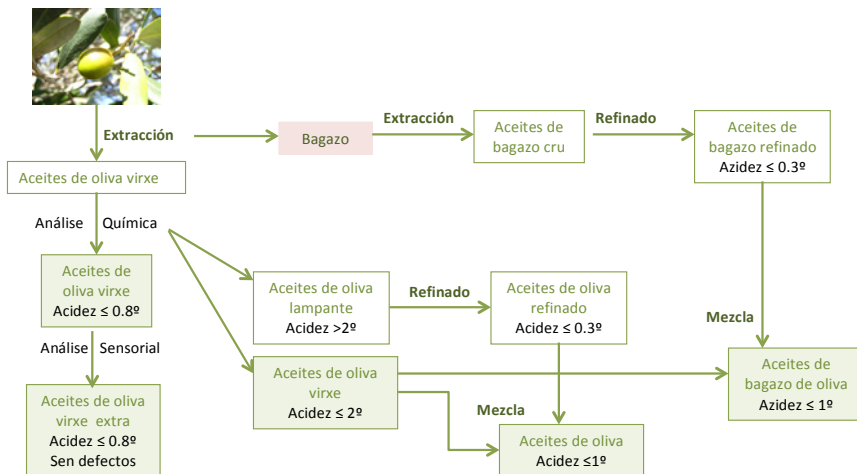 Extracción
Bagazo
Extracción
Aceites de
bagazo cru
Refinado
Aceites de
bagazo refinado
Azidez ≤ 0.3º
Aceites de oliva virxe
Análise Química
Aceites de
oliva virxe
Acidez ≤ 0.8º
Análise Sensorial
Aceites de oliva
virxe extra
Acidez ≤ 0.8º
Sen defectos
Aceites de oliva
lampante
Acidez >2º
Refinado
Aceites de oliva
refinado
Acidez ≤ 0.3º
Aceites de oliva
virxe
Acidez ≤ 2º
Mezcla
Aceites de oliva
Acidez ≤1º
Mezcla
Aceites de
bagazo de oliva
Azidez ≤ 1º